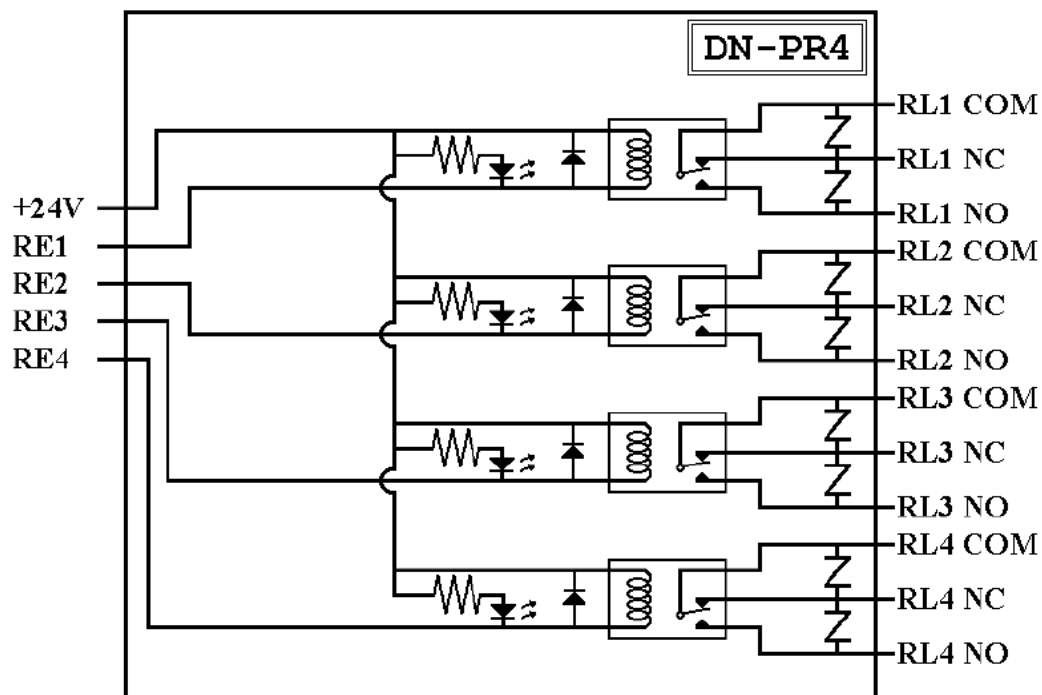 DN-PR4
+24V
RE1
RE2
RE3
RE4
RL1 COM
RL1 NC
RL1 NO
RL2 COM
RL2 NC
RL2 NO
RL3 COM
RL3 NC
RL3 NO
RL4 COM
RL4 NC
RL4 NO